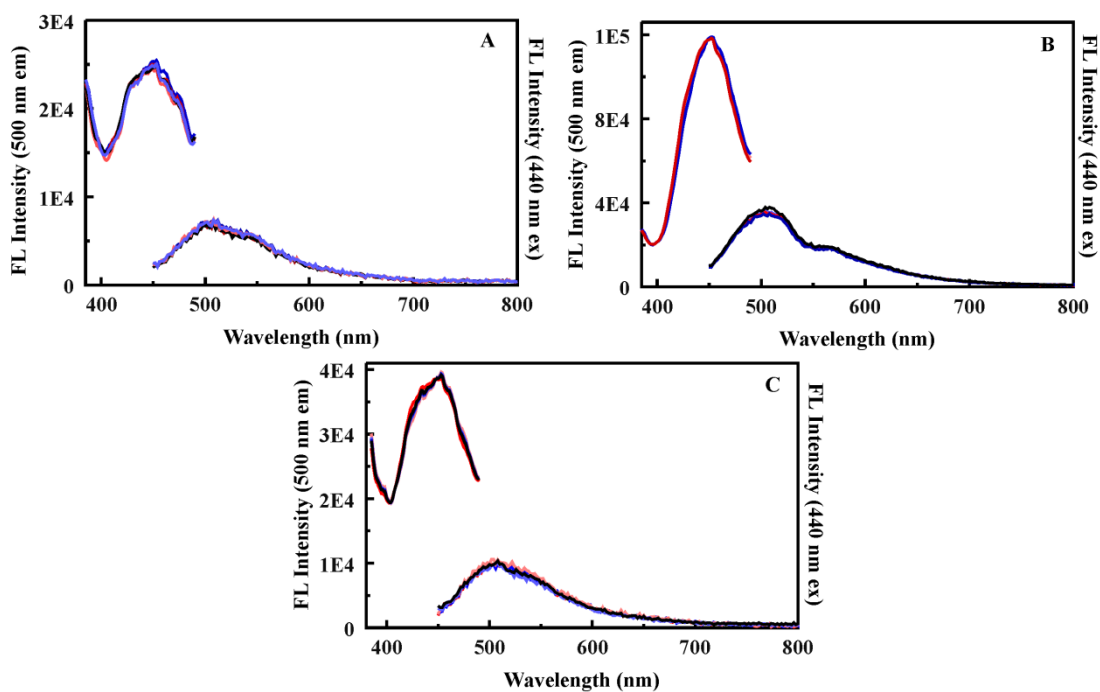 A
FL Intensity (500 nm em)
3E4
2E4
1E4
0
400 500 600 700 800
Wavelength (nm)
FL Intensity (440 nm ex)
B
FL Intensity (500 nm em)
1E5
8E4
4E4
0
400 500 600 700 800
Wavelength (nm)
FL Intensity (440 nm ex)
C
FL Intensity (500 nm em)
4E4
3E4
2E4
1E4
0
400 500 600 700 800
Wavelength (nm)
FL Intensity (440 nm ex)